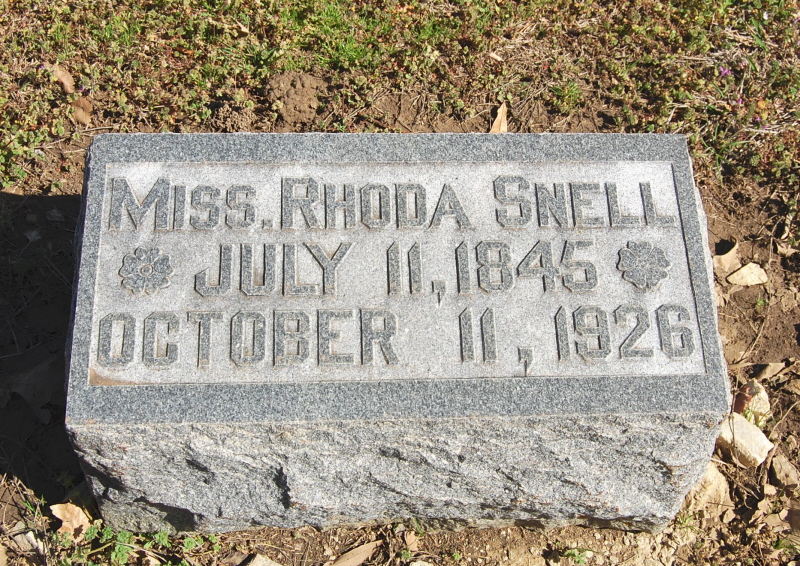 MISS. RHODA SNELL
JULY 11, 1845
OCTOBER 11, 1926